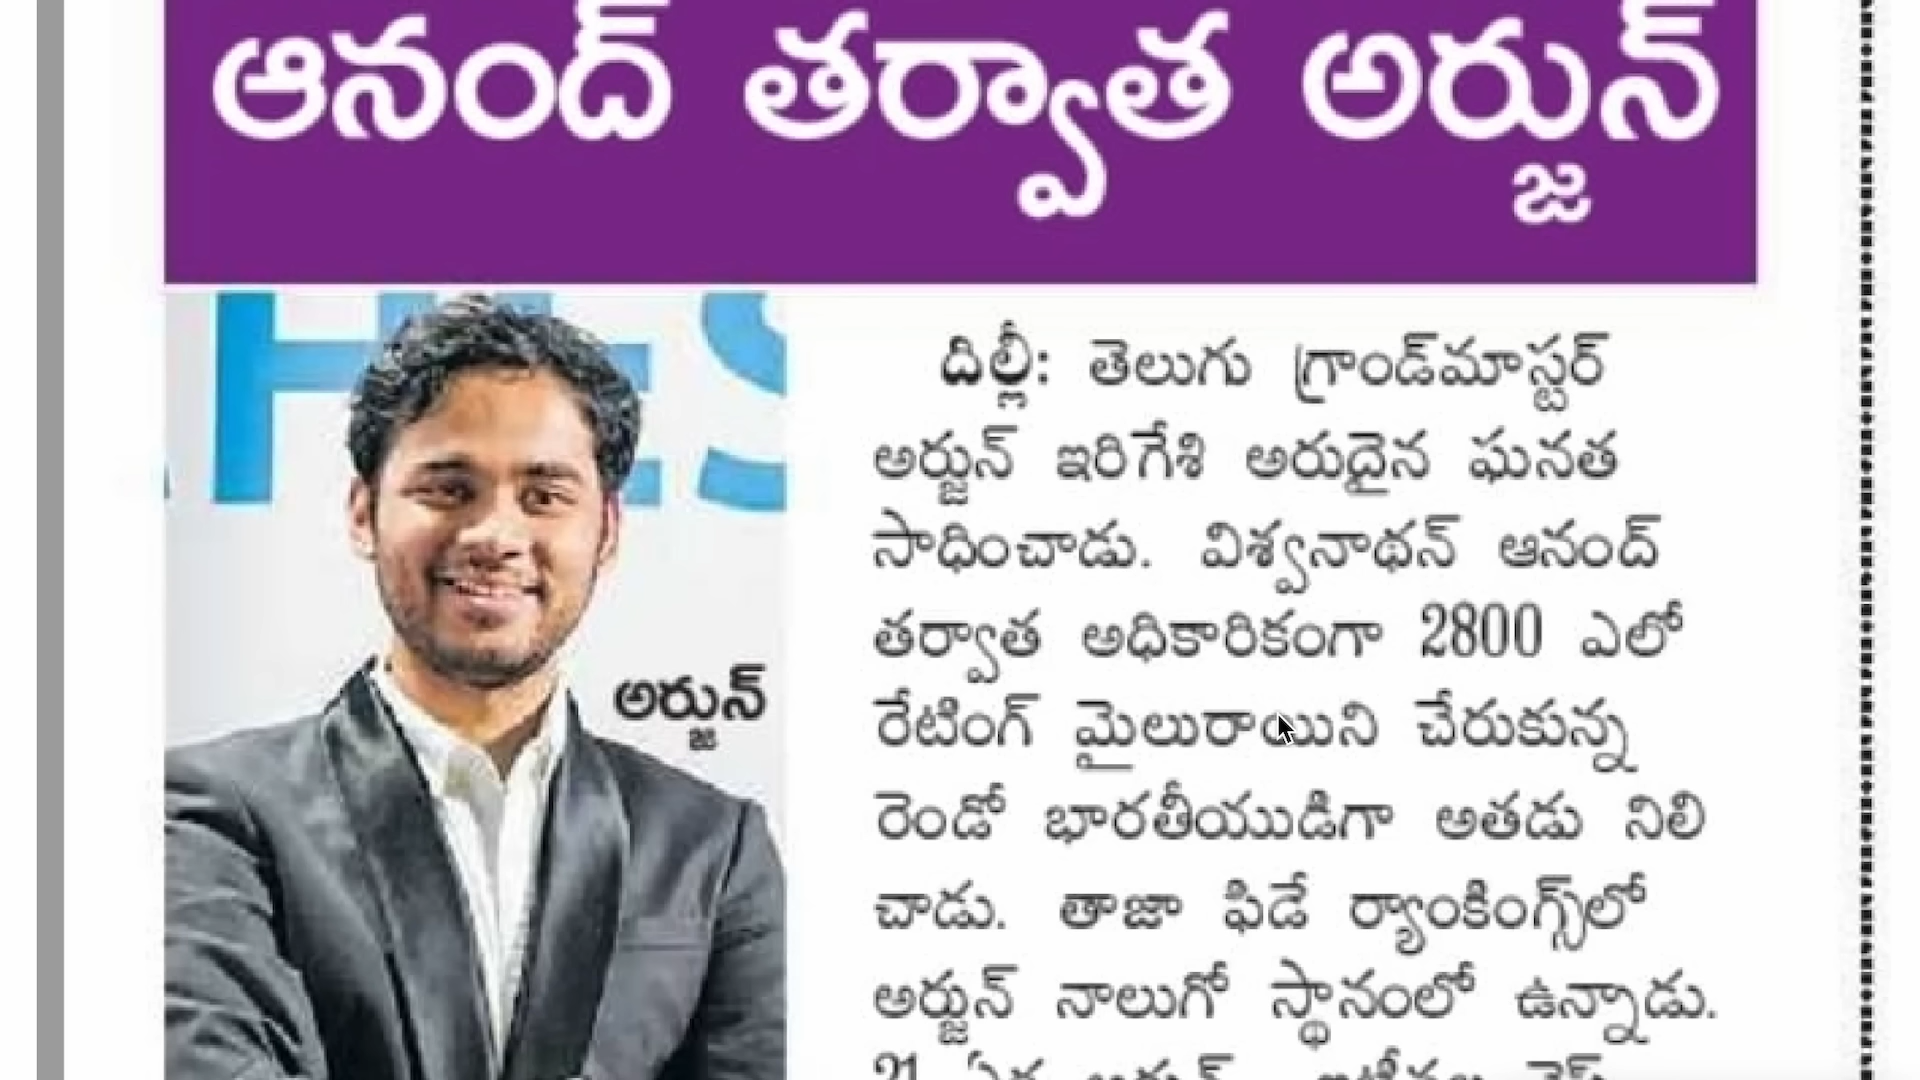 ఆనంద్ తర్వాత అర్జున్
HES
అర్జున్
దిల్లీ: తెలుగు గ్రాండ్‌మాస్టర్
అర్జున్ ఇరిగేశి అరుదైన ఘనత
సాధించాడు. విశ్వనాథన్ ఆనంద్
తర్వాత అధికారికంగా 2800 ఎలో
రేటింగ్ మైలురాయిని చేరుకున్న
రెండో భారతీయుడిగా అతడు నిలి
చాడు. తాజా ఫిడే ర్యాంకింగ్స్‌లో
అర్జున్ నాలుగో స్థానంలో ఉన్నాడు.